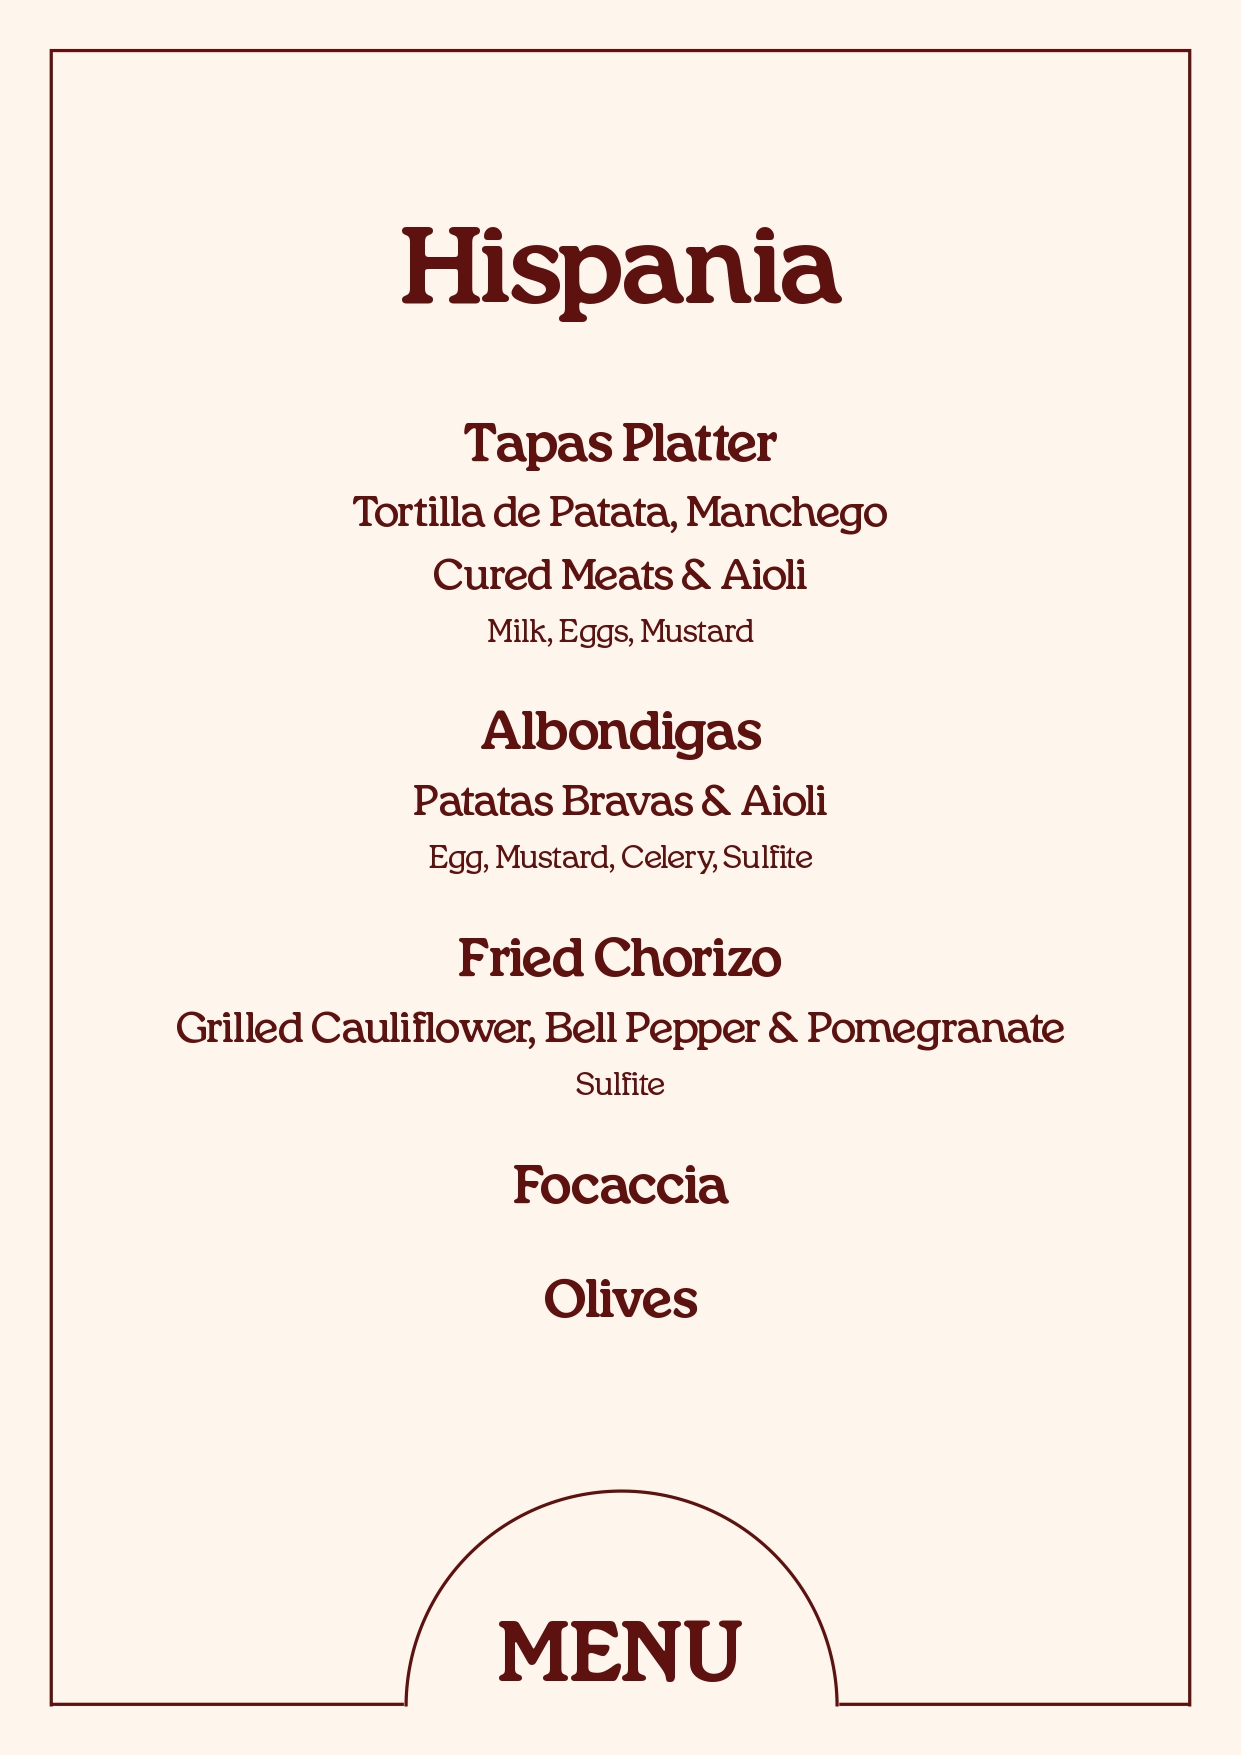 Hispania
Tapas Platter
Tortilla de Patata, Manchego
Cured Meats & Aioli
Milk, Eggs, Mustard
Albondigas
Patatas Bravas & Aioli
Egg, Mustard, Celery, Sulfite
Fried Chorizo
Grilled Cauliflower, Bell Pepper & Pomegranate
Sulfite
Focaccia
Olives
MENU